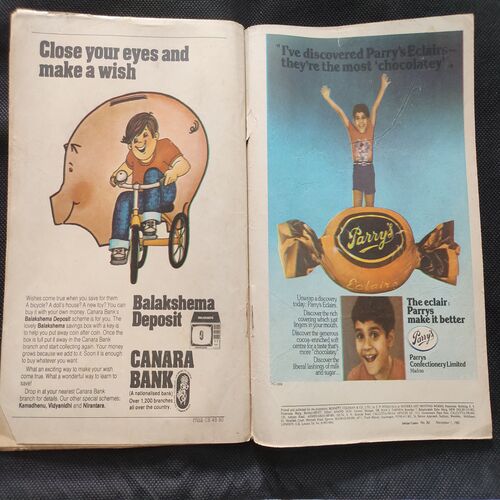 Close your eyes and
make a wish
Wishes come true when you save for them.
A bicycle? A doll's house? A new toy? You can
buy it with your own money. Canara Bank's
Balakshema Deposit scheme is for you. The
lovely Balakshema savings box with a key is
to help you put away coin after coin. Once the
box is full put it away in the Canara Bank
branch and start collecting again. Your money
grows because we add to it. Soon it is enough
to buy whatever you want.
What an exciting way to make your wish
come true. What a wonderful way to learn to
save!
Drop in at your nearest Canara Bank
branch for details. Our other special schemes:
Kamadhenu, Vidyanidhi and Nirantara.
Balakshema
Deposit
9
CANARA
BANK
(A nationalised bank)
Over 1,200 branches
all over the country.
"I've discovered Parry's Eclairs—
they're the most 'chocolatey'."
Parry's
Eclairs
Unwrap a discovery
today: Parry's Eclairs.
Discover the rich
covering which just
lingers in your mouth.
Discover the generous
cocoa-enriched soft
centre for a taste that's
more "chocolatey".
Discover the
liberal lashings of milk
and sugar...
The eclair:
Parrys
make it better
Parry's
Parrys
Confectionery Limited
Madras